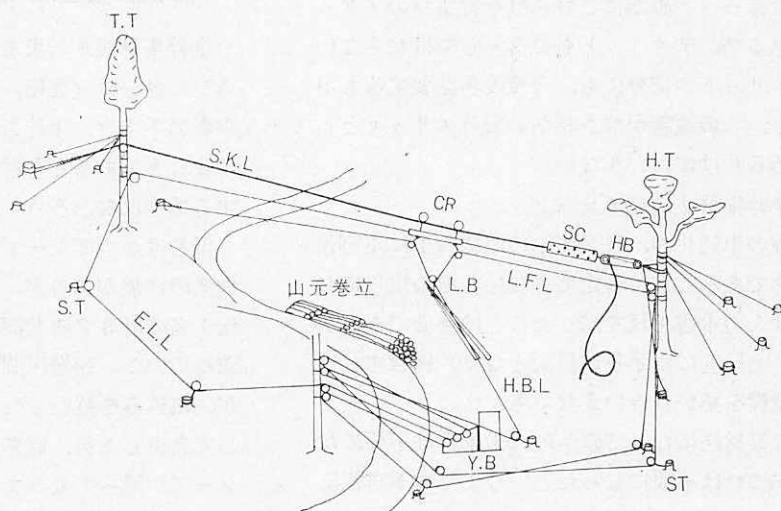 T.T
S.K.L
H.T
CR
SC
HB
L.B
L.F.L
S.T
山元巻立
E.L.L
H.B.L
Y.B
ST